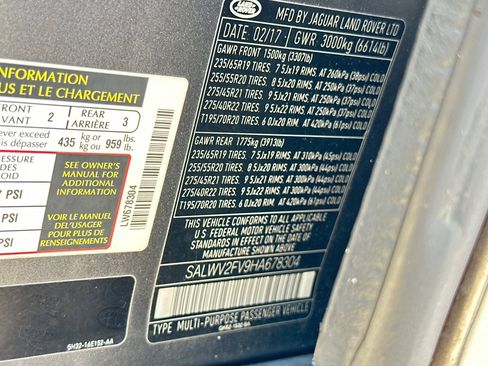 INFORMATION
US ET LE CHARGEMENT
FRONT
AVANT 2 REAR
ARRIÈRE 3
never exceed
dépasser 435 kg or
ou 959 lbs.
lb.
PRESSURE
SEE OWNER'S
MANUAL FOR
ADDITIONAL
INFORMATION
PSI
VOIR LE MANUEL
DEL'USAGER
POUR PLUS DE
RENSEIGNEMENTS
PSI
LW678304
5H32-16E152-AA
LAND-
ROVER
MFD BY JAGUAR LAND ROVER LTD
DATE: 02/17 GWR 3000kg (6614lb)
GAWR FRONT 1500kg (3307lb)
235/65R19 TIRES. 7.5Jx19 RIMS AT 260kPa (38psi) COLD
255/55R20 TIRES. 8.5Jx20 RIMS AT 250kPa (37psi) COLD
275/45R21 TIRES. 9.5Jx21 RIMS AT 250kPa (37psi) COLD
275/40R22 TIRES. 9.5Jx22 RIMS AT 250kPa (37psi) COLD
T195/70R20 TIRES. 6.0Jx20 RIM. AT 420kPa (61psi) COLD
GAWR REAR 1775kg (3913lb)
235/65R19 TIRES. 7.5Jx19 RIMS AT 310kPa (45psi) COLD
255/55R20 TIRES. 8.5Jx20 RIMS AT 300kPa (44psi) COLD
275/45R21 TIRES. 9.5Jx21 RIMS AT 300kPa (44psi) COLD
275/40R22 TIRES. 9.5Jx22 RIMS AT 300kPa (44psi) COLD
T195/70R20 TIRES. 6.0Jx20 RIM. AT 420kPa (61psi) COLD
THIS VEHICLE CONFORMS TO ALL APPLICABLE
U S FEDERAL MOTOR VEHICLE SAFETY
STANDARDS IN EFFECT ON THE DATE OF
MANUFACTURE SHOWN ABOVE
SALWV2FV9HA678304
TYPE MULTI-PURPOSE PASSENGER VEHICLE